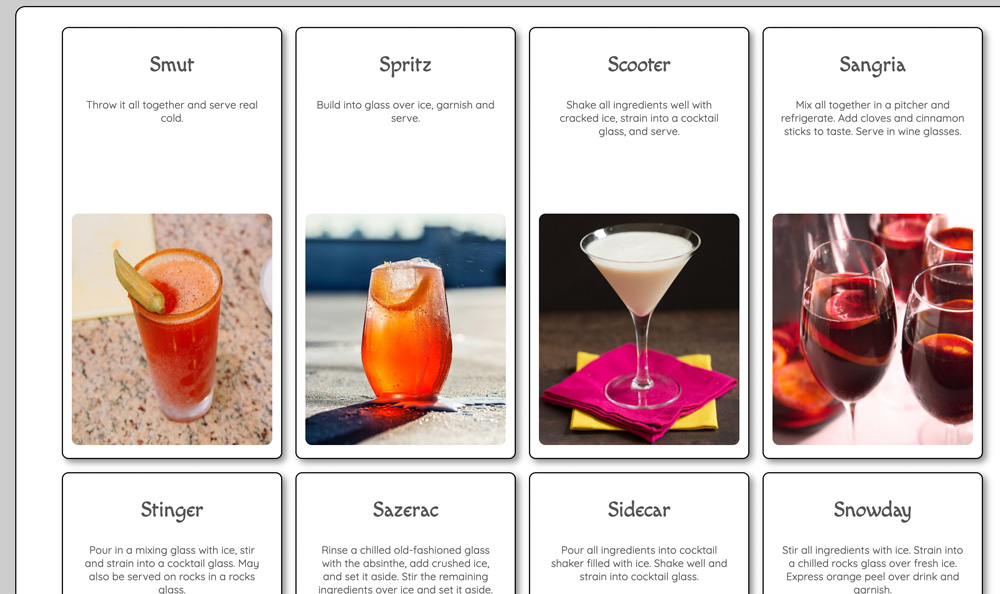 Smut
Throw it all together and serve real
cold.
Spritz
Build into glass over ice, garnish and
serve.
Scooter
Shake all ingredients well with
cracked ice, strain into a cocktail
glass, and serve.
Sangria
Mix all together in a pitcher and
refrigerate. Add cloves and cinnamon
sticks to taste. Serve in wine glasses.
Stinger
Pour in a mixing glass with ice, stir
and strain into a cocktail glass. May
also be served on rocks in a rocks
glass.
Sazerac
Rinse a chilled old-fashioned glass
with the absinthe, add crushed ice,
and set it aside. Stir the remaining
ingredients over ice and set it aside.
Sidecar
Pour all ingredients into cocktail
shaker filled with ice. Shake well and
strain into cocktail glass.
Snowday
Stir all ingredients with ice. Strain into
a chilled rocks glass over fresh ice.
Express orange peel over drink and
garnish.